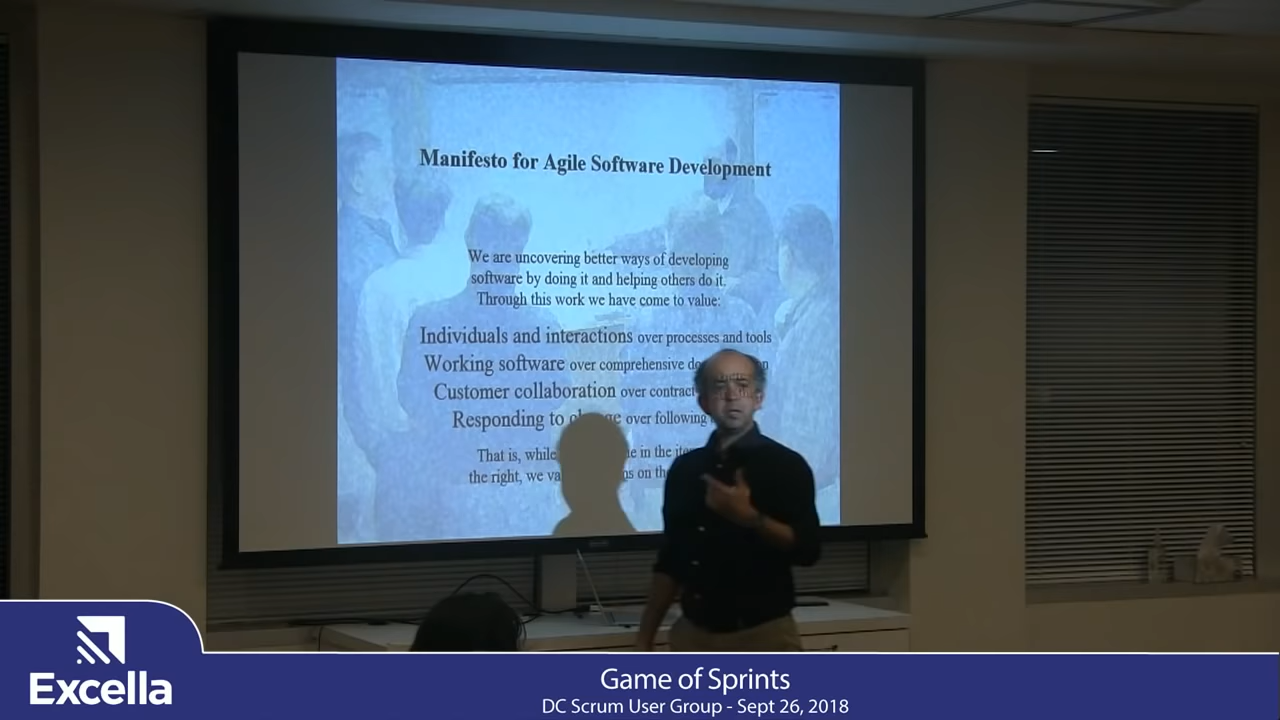 Manifesto for Agile Software Development
We are uncovering better ways of developing
software by doing it and helping others do it.
Through this work we have come to value:
Individuals and interactions over processes and tools
Working software over comprehensive
Customer collaboration over
Responding to over following
That is, while in the
the right, we on
Excella
Game of Sprints
DC Scrum User Group - Sept 26, 2018